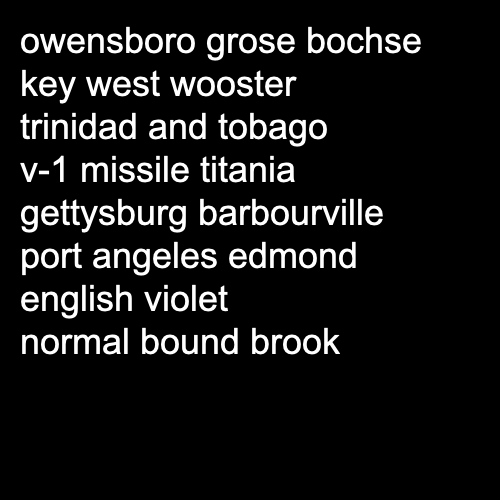 owensboro grose bochse
key west wooster
trinidad and tobago
v-1 missile titania
gettysburg barbourville
port angeles edmond
english violet
normal bound brook